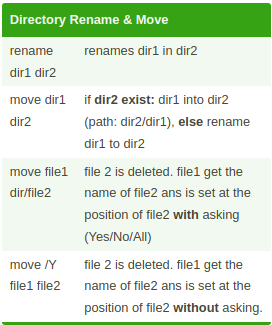 Directory Rename & Move
rename renames dir1 in dir2
dir1 dir2
move dir1 if dir2 exist: dir1 into dir2
dir2 (path: dir2/dir1), else rename
dir1 to dir2
move file1 file 2 is deleted. file1 get the
dir/file2 name of file2 ans is set at the
position of file2 with asking
(Yes/No/All)
move /Y file 2 is deleted. file1 get the
file1 file2 name of file2 ans is set at the
position of file2 without asking.